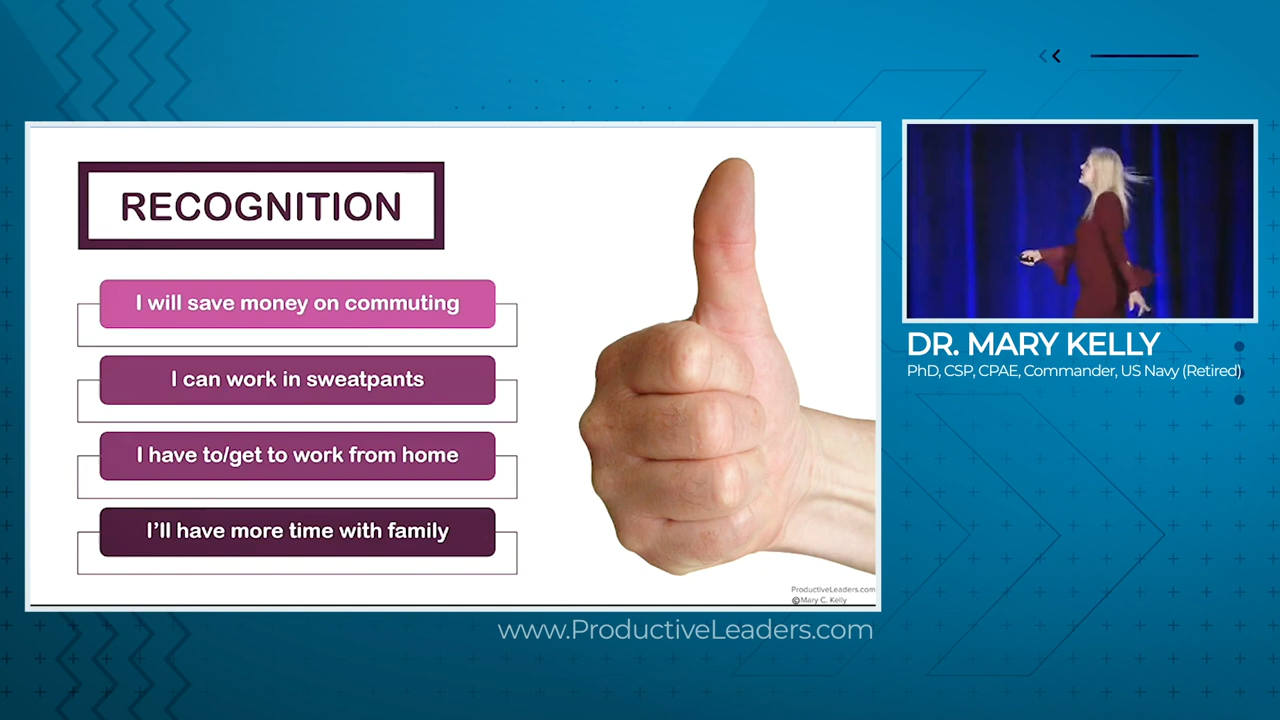 RECOGNITION
I will save money on commuting
I can work in sweatpants
I have to/get to work from home
I'll have more time with family
ProductiveLeaders.com
©Mary C. Kelly
www.ProductiveLeaders.com
DR. MARY KELLY
PhD, CSP, CPAE, Commander, US Navy (Retired)